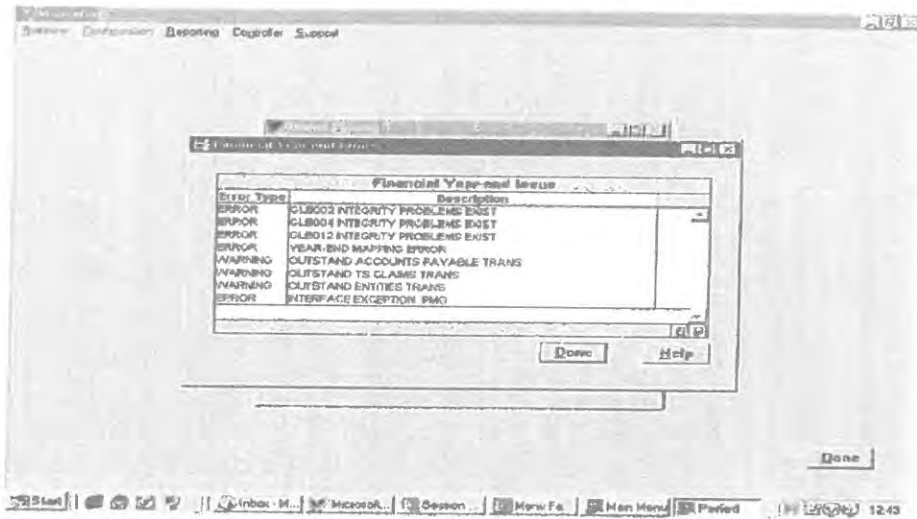 Reporting Controller Support
Financial Year-end Issue
Error Type Description
ERROR GLB002 INTEGRITY PROBLEMS EXIST
ERROR GLB004 INTEGRITY PROBLEMS EXIST
ERROR GLB012 INTEGRITY PROBLEMS EXIST
ERROR YEAR-END MAPPING ERROR
WARNING OUTSTAND ACCOUNTS PAYABLE TRANS
WARNING OUTSTAND TS CLAIMS TRANS
WARNING OUTSTAND ENTITIES TRANS
ERROR INTERFACE EXCEPTION PMG
Done Help
Done
Start Inbox - M... Microsoft... Session ... Menu Fa... Main Menu Period 12:43